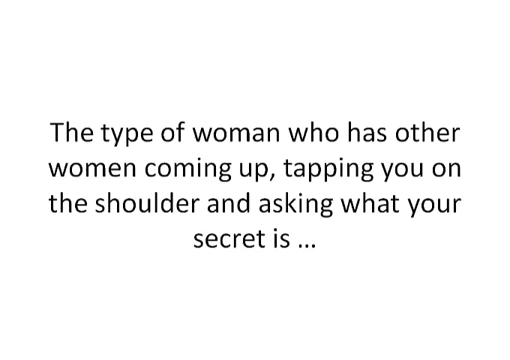 The type of woman who has other
women coming up, tapping you on
the shoulder and asking what your
secret is ...